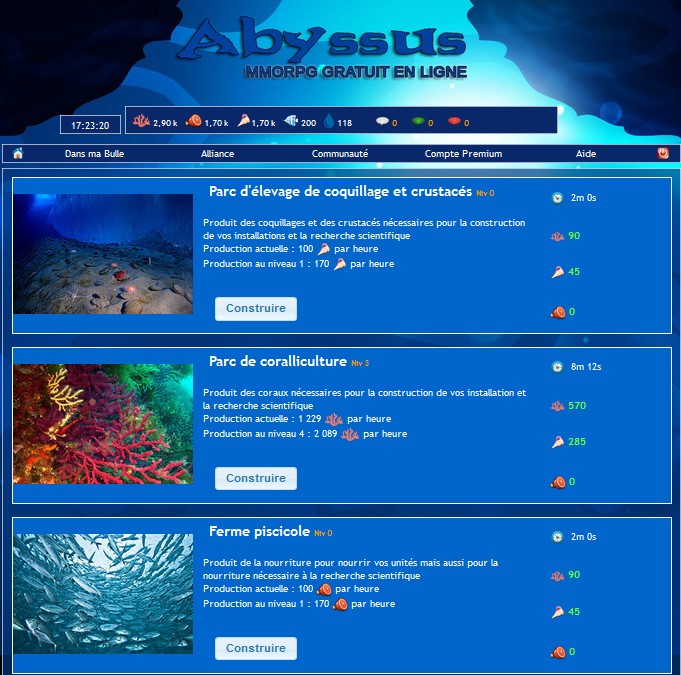 Abyssus
MMORPG GRATUIT EN LIGNE
17:23:20
2,90 k 1,70 k 1,70 k 200 118 0 0 0
Dans ma Bulle Alliance Communauté Compte Premium Aide
Parc d'élevage de coquillage et crustacés Niv 0
2m 0s
Produit des coquillages et des crustacés nécessaires pour la construction
de vos installations et la recherche scientifique
90
Production actuelle : 100 par heure
Production au niveau 1 : 170 par heure
45
Construire
0
Parc de coralliculture Niv 3
8m 12s
Produit des coraux nécessaires pour la construction de vos installation et
la recherche scientifique
570
Production actuelle : 1 229 par heure
Production au niveau 4 : 2 089 par heure
285
Construire
0
Ferme piscicole Niv 0
2m 0s
Produit de la nourriture pour nourrir vos unités mais aussi pour la
nourriture nécessaire à la recherche scientifique
90
Production actuelle : 100 par heure
Production au niveau 1 : 170 par heure
45
Construire
0